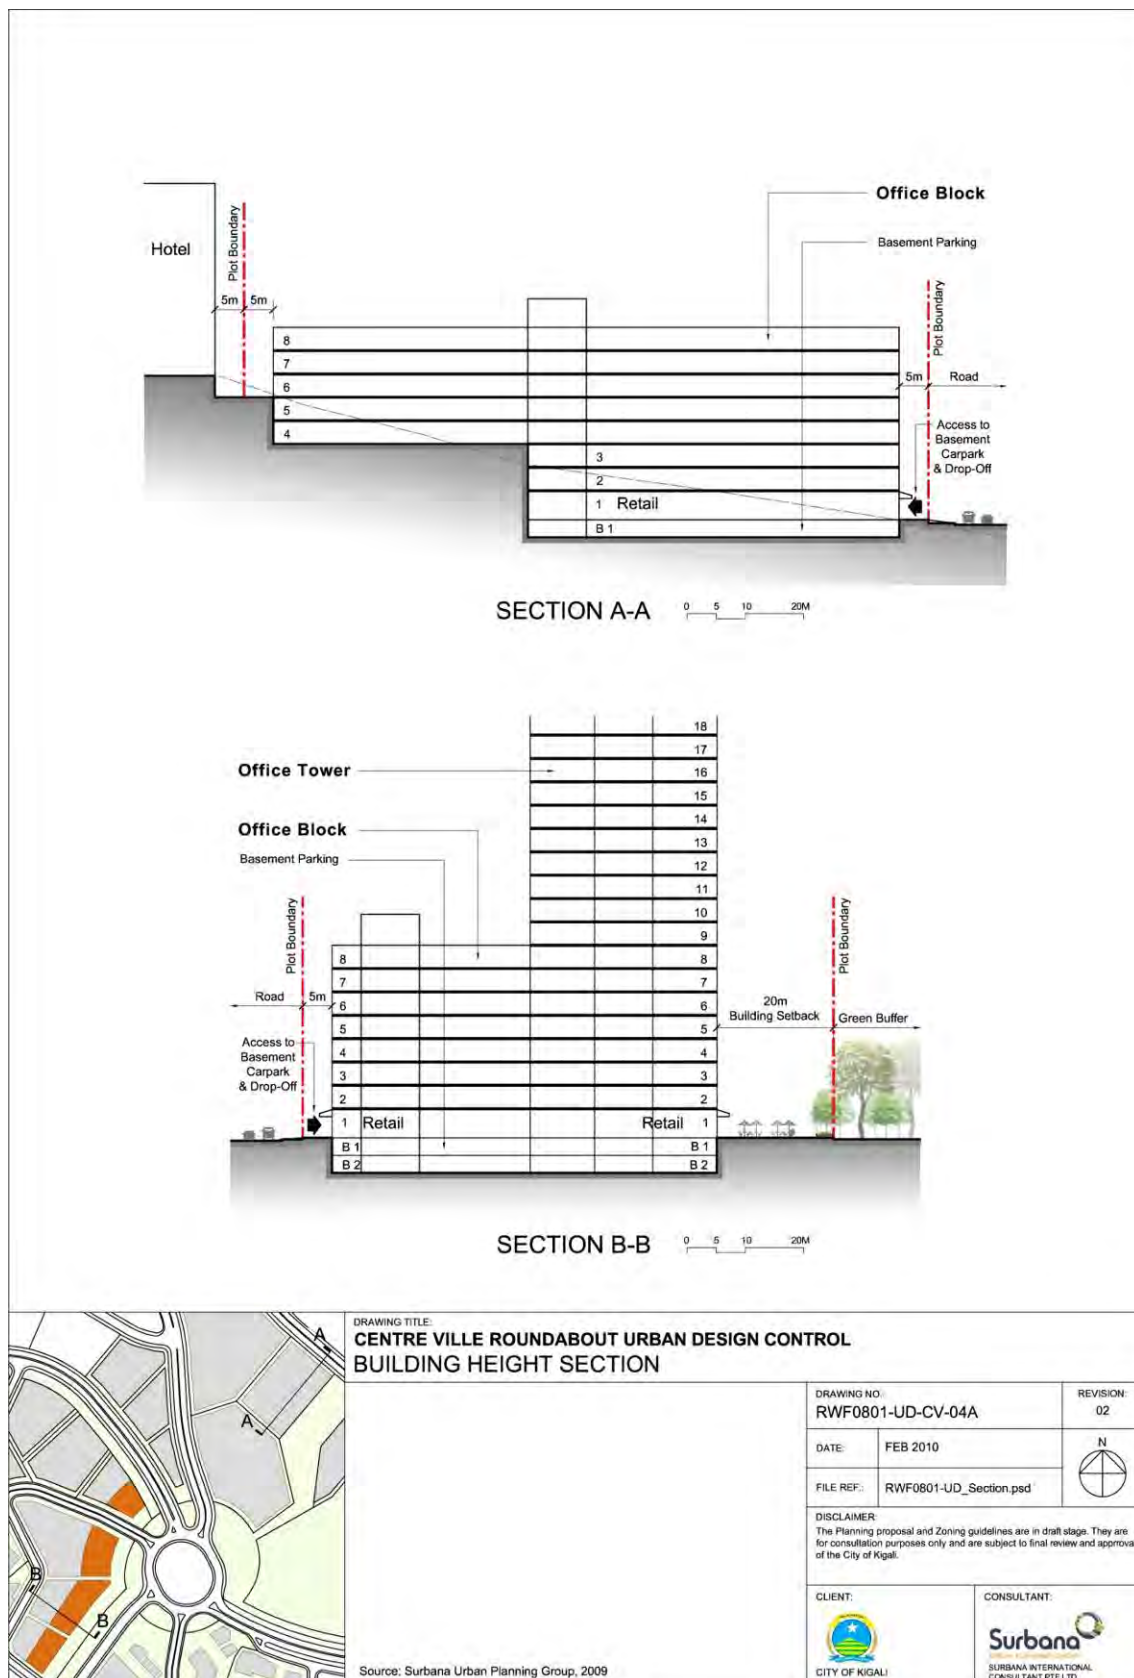 Office Block
Hotel
Plot Boundary
Basement Parking
5m 5m
Plot Boundary
8
7
6
5
4
5m Road
Access to
Basement
Carpark
& Drop-Off
3
2
1 Retail
B 1
SECTION A-A
0 5 10 20M
18
17
16
15
14
13
12
11
10
9
Office Tower
Office Block
Basement Parking
Plot Boundary
Plot Boundary
8 8
7 7
6 6
5 5
4 4
3 3
2 2
1 Retail Retail 1
B 1 B 1
B 2 B 2
Road 5m
20m
Building Setback
Green Buffer
Access to
Basement
Carpark
& Drop-Off
SECTION B-B
0 5 10 20M
A
A
B
B
DRAWING TITLE:
CENTRE VILLE ROUNDABOUT URBAN DESIGN CONTROL
BUILDING HEIGHT SECTION
DRAWING NO.:
RWF0801-UD-CV-04A
REVISION:
02
DATE: FEB 2010
N
FILE REF.: RWF0801-UD_Section.psd
DISCLAIMER:
The Planning proposal and Zoning guidelines are in draft stage. They are
for consultation purposes only and are subject to final review and apprrova
of the City of Kigali.
CLIENT:
CITY OF KIGALI
CONSULTANT:
Surbana
SURBANA INTERNATIONAL
CONSULTANT PTE LTD
Source: Surbana Urban Planning Group, 2009